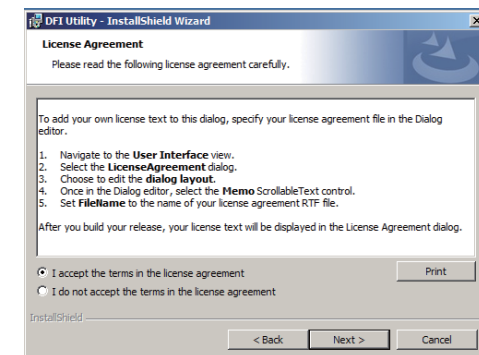 DFI Utility - InstallShield Wizard
License Agreement
Please read the following license agreement carefully.
To add your own license text to this dialog, specify your license agreement file in the Dialog
editor.
1. Navigate to the User Interface view.
2. Select the LicenseAgreement dialog.
3. Choose to edit the dialog layout.
4. Once in the Dialog editor, select the Memo ScrollableText control.
5. Set FileName to the name of your license agreement RTF file.
After you build your release, your license text will be displayed in the License Agreement dialog.
I accept the terms in the license agreement
Print
I do not accept the terms in the license agreement
InstallShield
< Back Next > Cancel